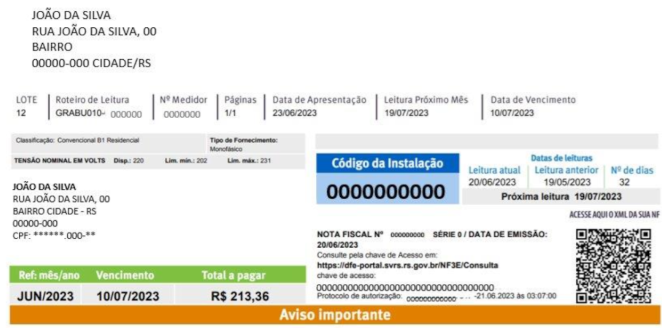 JOÃO DA SILVA
RUA JOÃO DA SILVA, 00
BAIRRO
00000-000 CIDADE/RS
LOTE Roteiro de Leitura Nº Medidor Páginas Data de Apresentação Leitura Próximo Mês Data de Vencimento
12 GRABU010- 000000 0000000 1/1 23/06/2023 19/07/2023 10/07/2023
Classificação: Convencional B1 Residencial
Tipo de Fornecimento:
Monofásico
TENSÃO NOMINAL EM VOLTS Disp.: 220 Lim. mín.: 202 Lim. máx.: 231
JOÃO DA SILVA
RUA JOÃO DA SILVA, 00
BAIRRO CIDADE - RS
00000-000
CPF: ******.000-**
Código da Instalação
0000000000
Datas de leituras
Leitura atual Leitura anterior Nº de dias
20/06/2023 19/05/2023 32
Próxima leitura 19/07/2023
ACESSE AQUI O XML DA SUA NF
NOTA FISCAL Nº 000000000 SÉRIE 0 / DATA DE EMISSÃO:
20/06/2023
Consulte pela chave de Acesso em:
https://dfe-portal.svrs.rs.gov.br/NF3E/Consulta
chave de acesso:
Protocolo de autorização: 000000000000 - -21.06.2023 às 03:07:00
Ref: mês/ano Vencimento Total a pagar
JUN/2023 10/07/2023 R$ 213,36
Aviso importante